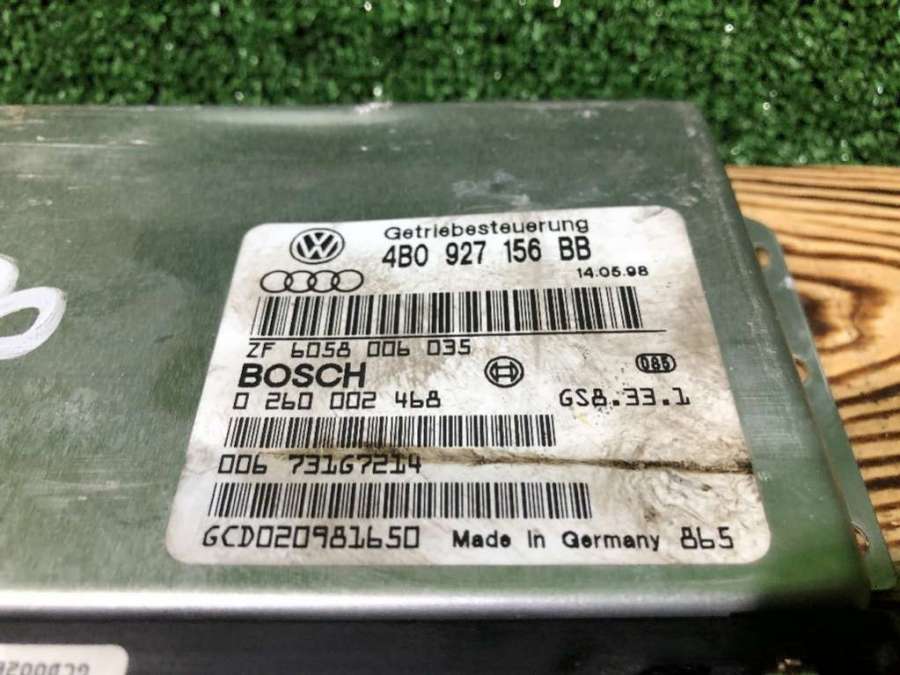 Getriebesteuerung
4B0 927 156 BB
14.05.98
ZF 6058 006 035
BOSCH
085
0 260 002 468 GS8.33.1
006 731G7214
GCD020981650 Made in Germany 865